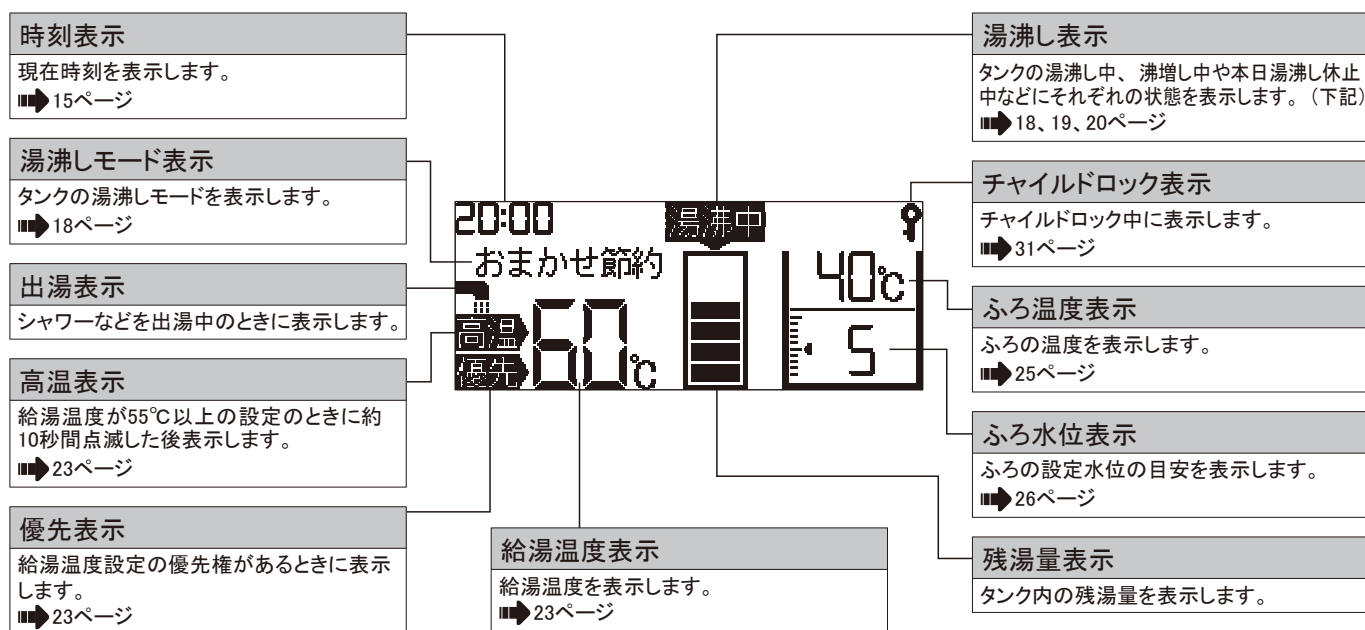 時刻表示
現在時刻を表示します。
15ページ
湯沸しモード表示
タンクの湯沸しモードを表示します。
18ページ
出湯表示
シャワーなどを出湯中のときに表示します。
高温表示
給湯温度が55℃以上の設定のときに約
10秒間点滅した後表示します。
23ページ
優先表示
給湯温度設定の優先権があるときに表示
します。
23ページ
20:00
湯沸中
おまかせ節約
40℃
高温
60℃
5
優先
給湯温度表示
給湯温度を表示します。
23ページ
湯沸し表示
タンクの湯沸し中、沸増し中や本日湯沸し休止
中などにそれぞれの状態を表示します。（下記）
18、19、20ページ
チャイルドロック表示
チャイルドロック中に表示します。
31ページ
ふろ温度表示
ふろの温度を表示します。
25ページ
ふろ水位表示
ふろの設定水位の目安を表示します。
26ページ
残湯量表示
タンク内の残湯量を表示します。